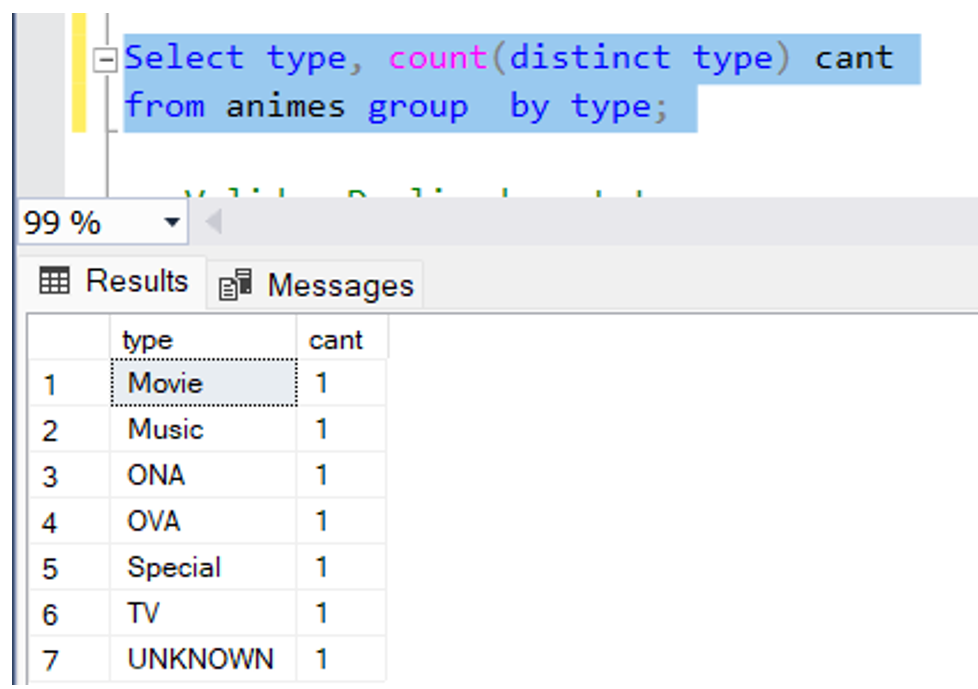 Select type, count(distinct type) cant
from animes group  by type;
99 %
Results Messages
type cant
1 Movie 1
2 Music 1
3 ONA 1
4 OVA 1
5 Special 1
6 TV 1
7 UNKNOWN 1